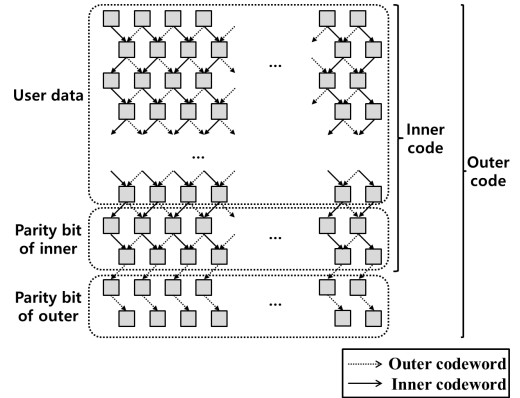 ...
User data
Inner
code
Outer
code
...
Parity bit
of inner
...
Parity bit
of outer
...
Outer codeword
Inner codeword